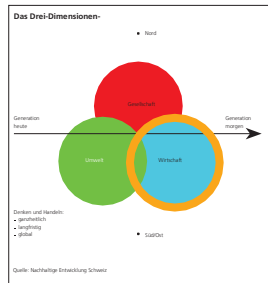 Das Drei-Dimensionen-
Nord
Gesellschaft
Generation
heute
Generation
morgen
Umwelt
Wirtschaft
Denken und Handeln:
- ganzheitlich
- langfristig
- global
Süd/Ost
Quelle: Nachhaltige Entwicklung Schweiz